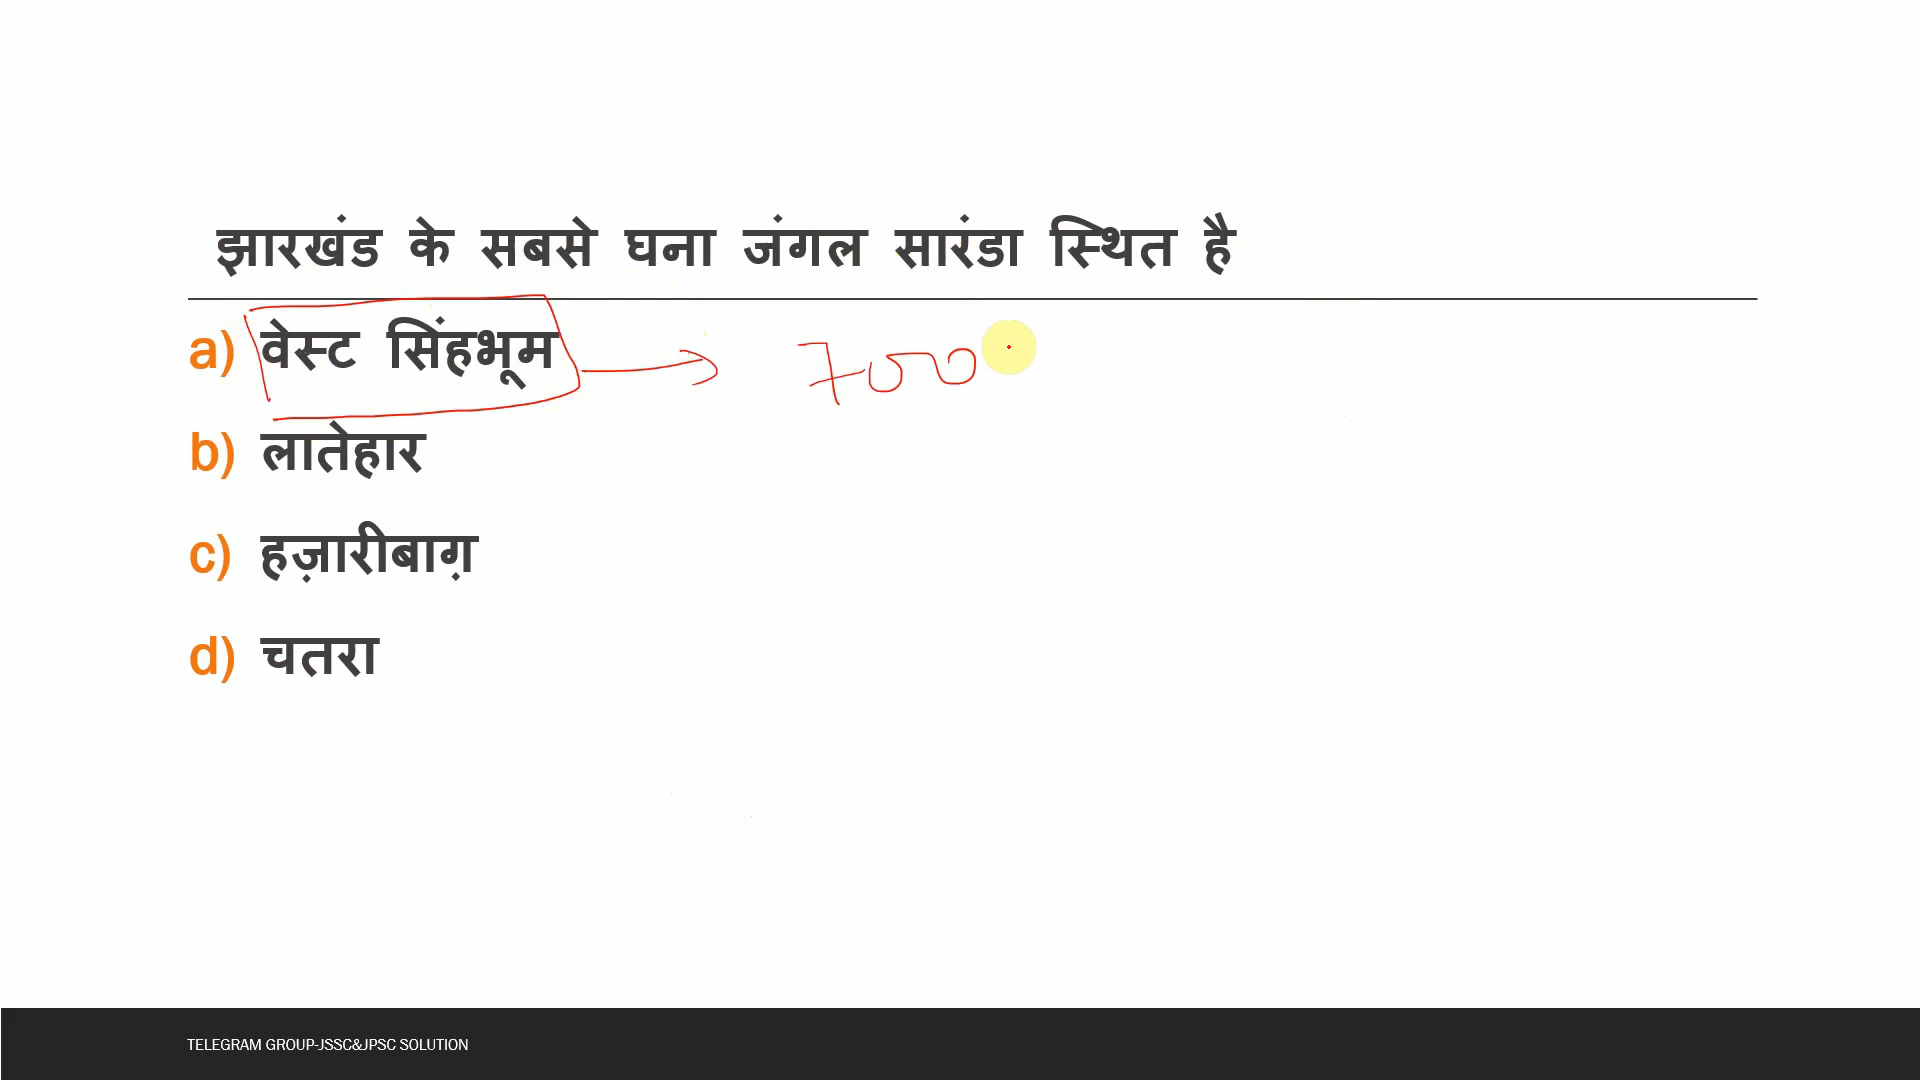 झारखंड के सबसे घना जंगल सारंडा स्थित है
a) वेस्ट सिंहभूम
700
b) लातेहार
c) हज़ारीबाग़
d) चतरा
TELEGRAM GROUP-JSSC&JPSC SOLUTION